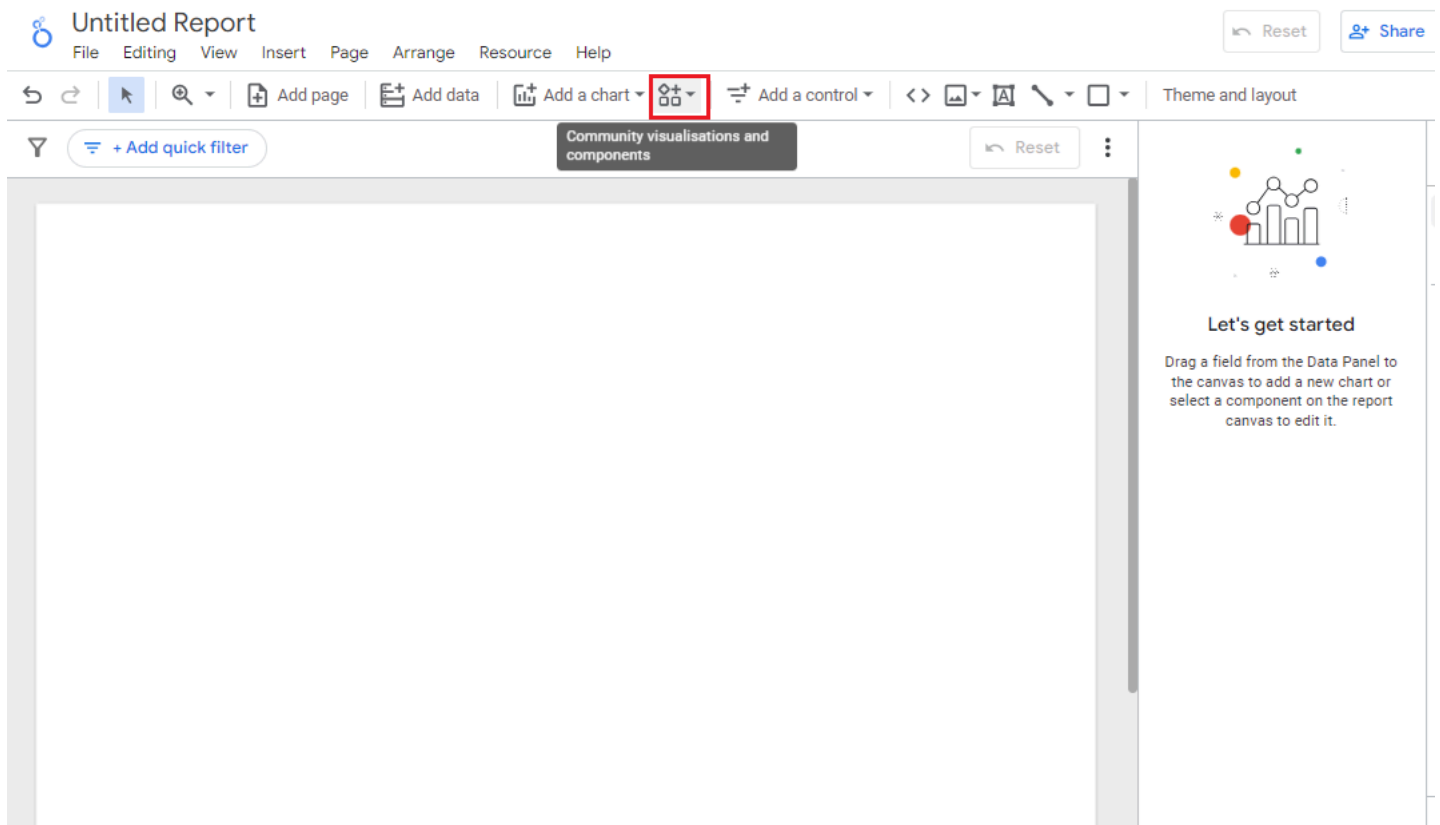 Untitled Report
File Editing View Insert Page Arrange Resource Help
Reset
Share
Add page
Add data
Add a chart
Add a control
Theme and layout
+ Add quick filter
Community visualisations and
components
Reset
Let's get started
Drag a field from the Data Panel to
the canvas to add a new chart or
select a component on the report
canvas to edit it.